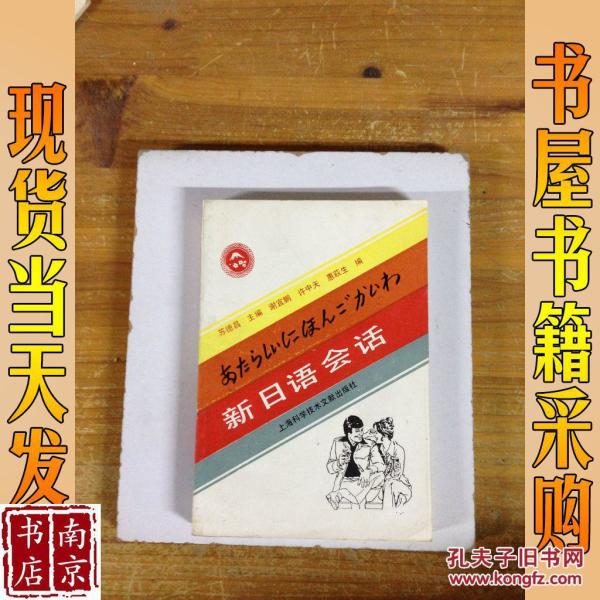 现货当天发
书屋书籍采购
苏德昌 主编 谢宜鹏 许中天 惠砥生 编
あたらしいにほんごかいわ
新日语会话
上海科学技术文献出版社
南京
书店
孔夫子旧书网
www.kongfz.com